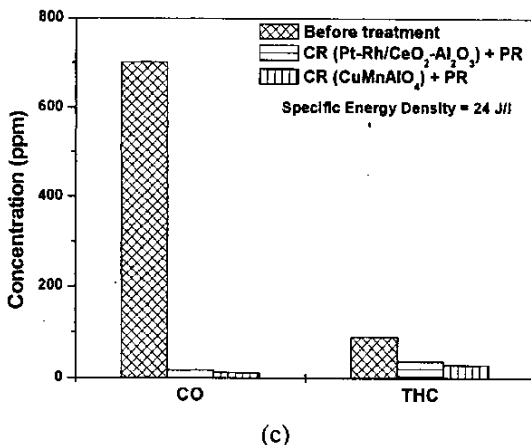 800
600
400
200
0
Concentration (ppm)
Before treatment
CR (Pt-Rh/CeO₂-Al₂O₃) + PR
CR (CuMnAlO₄) + PR
Specific Energy Density = 24 J/l
CO THC
(c)